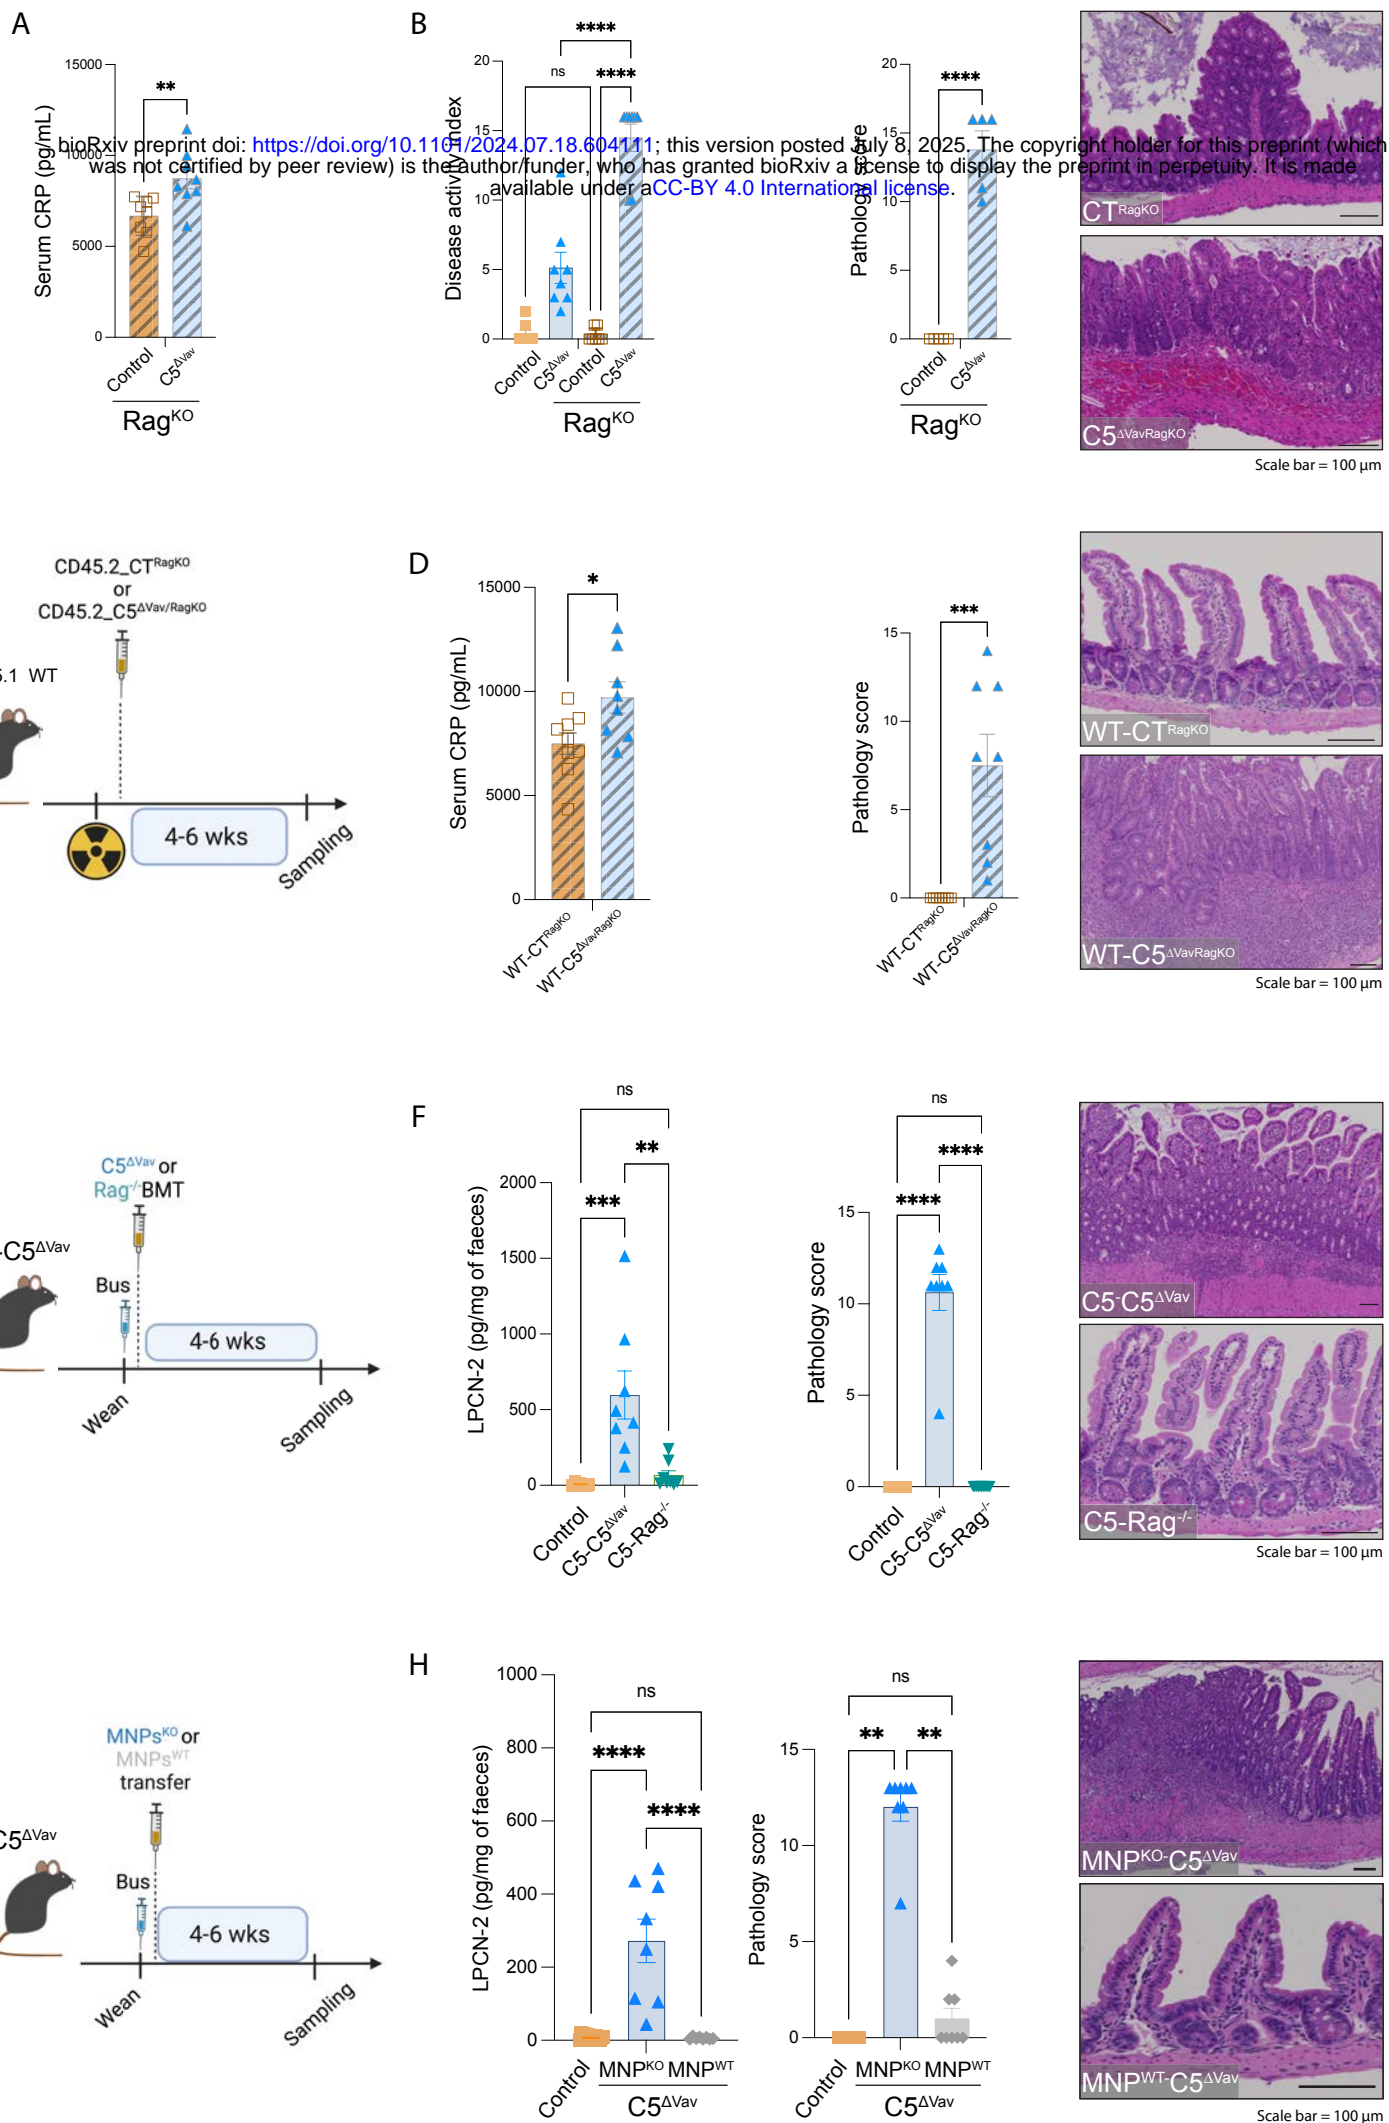 A
B
15000
10000
5000
0
Serum CRP (pg/mL)
**
Control
C5ΔVav
RagKO
20
15
10
5
0
Disease activity index
ns
****
****
Control
C5ΔVav
Control
C5ΔVav
RagKO
20
15
10
5
0
Pathology score
****
Control
C5ΔVav
RagKO
CTRagKO
C5ΔVavRagKO
Scale bar = 100 µm
bioRxiv preprint doi: https://doi.org/10.1101/2024.07.18.604111; this version posted July 8, 2025. The copyright holder for this preprint (which
was not certified by peer review) is the author/funder, who has granted bioRxiv a license to display the preprint in perpetuity. It is made
available under aCC-BY 4.0 International license.
CD45.2_CTRagKO
or
CD45.2_C5ΔVav/RagKO
5.1 WT
4-6 wks
Sampling
D
15000
10000
5000
0
Serum CRP (pg/mL)
*
WT-CTRagKO
WT-C5ΔVavRagKO
15
10
5
0
Pathology score
***
WT-CTRagKO
WT-C5ΔVavRagKO
WT-CTRagKO
WT-C5ΔVavRagKO
Scale bar = 100 µm
C5ΔVav or
Rag-/-BMT
-C5ΔVav
Bus
4-6 wks
Wean
Sampling
F
2000
1500
1000
500
0
LPCN-2 (pg/mg of faeces)
ns
**
***
Control
C5-C5ΔVav
C5-Rag-/-
15
10
5
0
Pathology score
ns
****
****
Control
C5-C5ΔVav
C5-Rag-/-
C5-C5ΔVav
C5-Rag-/-
Scale bar = 100 µm
MNPsKO or
MNPsWT
transfer
C5ΔVav
Bus
4-6 wks
Wean
Sampling
H
1000
800
600
400
200
0
LPCN-2 (pg/mg of faeces)
ns
****
****
Control
MNPKO MNPWT
C5ΔVav
15
10
5
0
Pathology score
ns
**
**
Control
MNPKO MNPWT
C5ΔVav
MNPKO-C5ΔVav
MNPWT-C5ΔVav
Scale bar = 100 µm